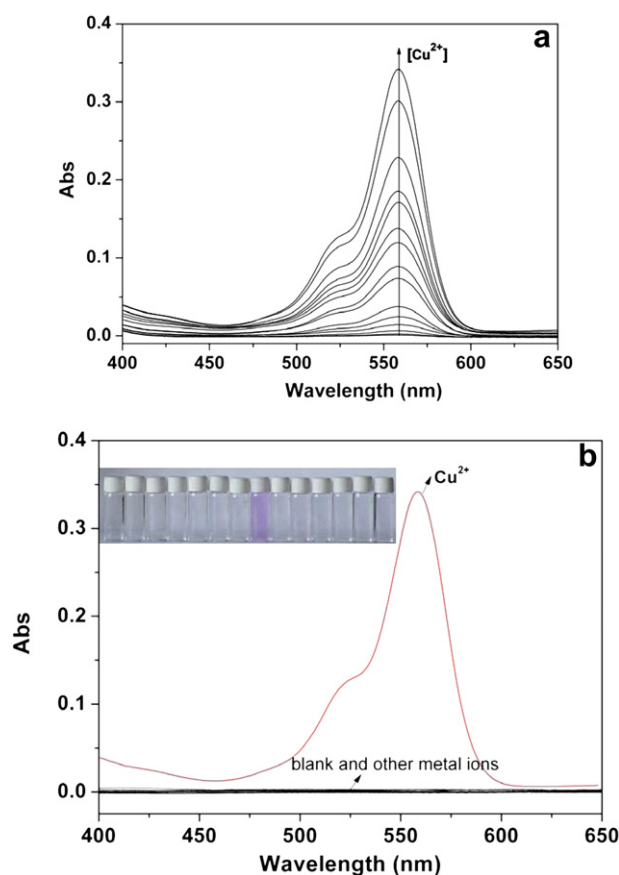 a
[Cu²⁺]
0.4
0.3
0.2
0.1
0.0
Abs
400 450 500 550 600 650
Wavelength (nm)
b
Cu²⁺
0.4
0.3
0.2
0.1
0.0
Abs
blank and other metal ions
400 450 500 550 600 650
Wavelength (nm)